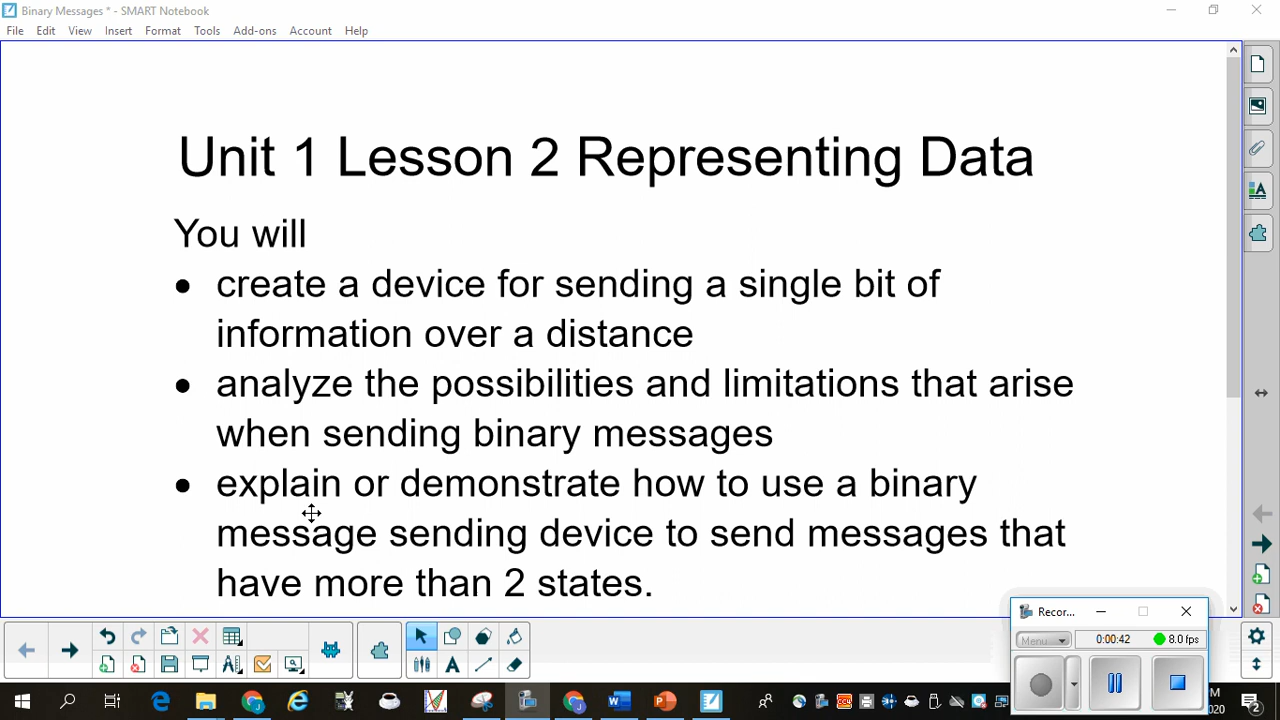 Binary Messages * - SMART Notebook
File Edit View Insert Format Tools Add-ons Account Help
Unit 1 Lesson 2 Representing Data
You will
• create a device for sending a single bit of
information over a distance
• analyze the possibilities and limitations that arise
when sending binary messages
• explain or demonstrate how to use a binary
message sending device to send messages that
have more than 2 states.
Recor...
Menu 0:00:42 8.0 fps
M
2020
2